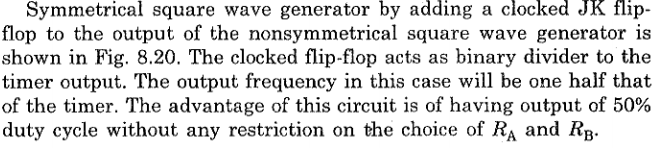 Symmetrical square wave generator by adding a clocked JK flip-
flop to the output of the nonsymmetrical square wave generator is
shown in Fig. 8.20. The clocked flip-flop acts as binary divider to the
timer output. The output frequency in this case will be one half that
of the timer. The advantage of this circuit is of having output of 50%
duty cycle without any restriction on the choice of RA and RB.